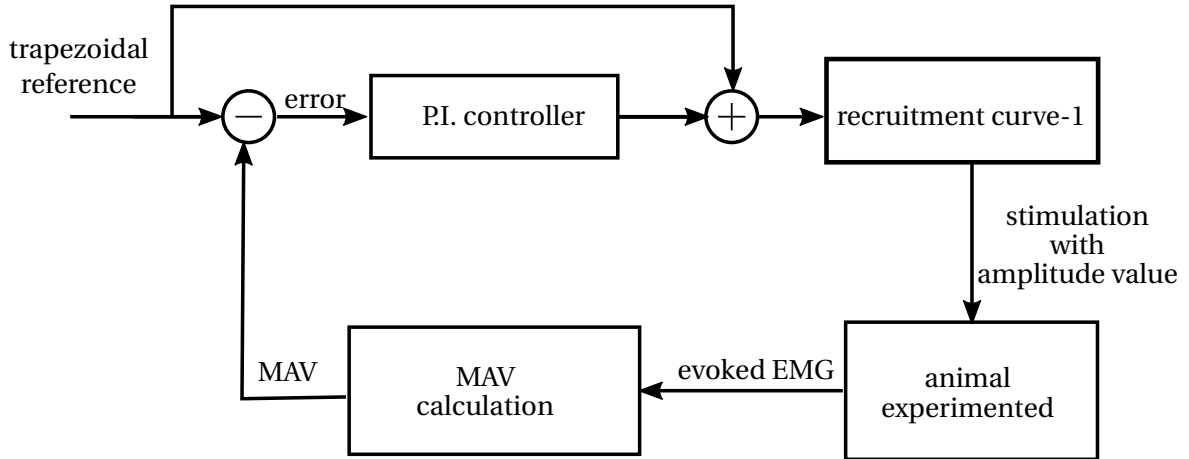 trapezoidal
reference
−
error
P.I. controller
+
recruitment curve-1
stimulation
with
amplitude value
MAV
MAV
calculation
evoked EMG
animal
experimented